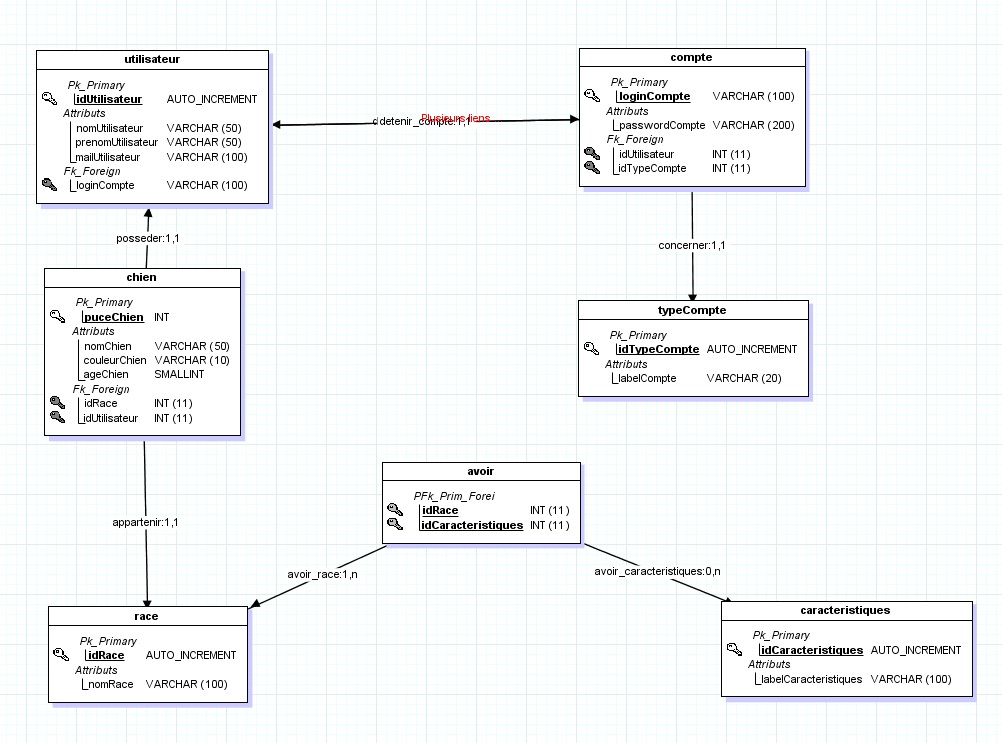 utilisateur
Pk_Primary
idUtilisateur AUTO_INCREMENT
Attributs
nomUtilisateur VARCHAR (50)
prenomUtilisateur VARCHAR (50)
mailUtilisateur VARCHAR (100)
Fk_Foreign
loginCompte VARCHAR (100)
Plusieurs liens
detenir_compte:1,1
compte
Pk_Primary
loginCompte VARCHAR (100)
Attributs
passwordCompte VARCHAR (200)
Fk_Foreign
idUtilisateur INT (11)
idTypeCompte INT (11)
posseder:1,1
concerner:1,1
chien
Pk_Primary
puceChien INT
Attributs
nomChien VARCHAR (50)
couleurChien VARCHAR (10)
ageChien SMALLINT
Fk_Foreign
idRace INT (11)
idUtilisateur INT (11)
typeCompte
Pk_Primary
idTypeCompte AUTO_INCREMENT
Attributs
labelCompte VARCHAR (20)
appartenir:1,1
avoir
PFk_Prim_Forei
idRace INT (11)
idCaracteristiques INT (11)
avoir_race:1,n
avoir_caracteristiques:0,n
race
Pk_Primary
idRace AUTO_INCREMENT
Attributs
nomRace VARCHAR (100)
caracteristiques
Pk_Primary
idCaracteristiques AUTO_INCREMENT
Attributs
labelCaracteristiques VARCHAR (100)